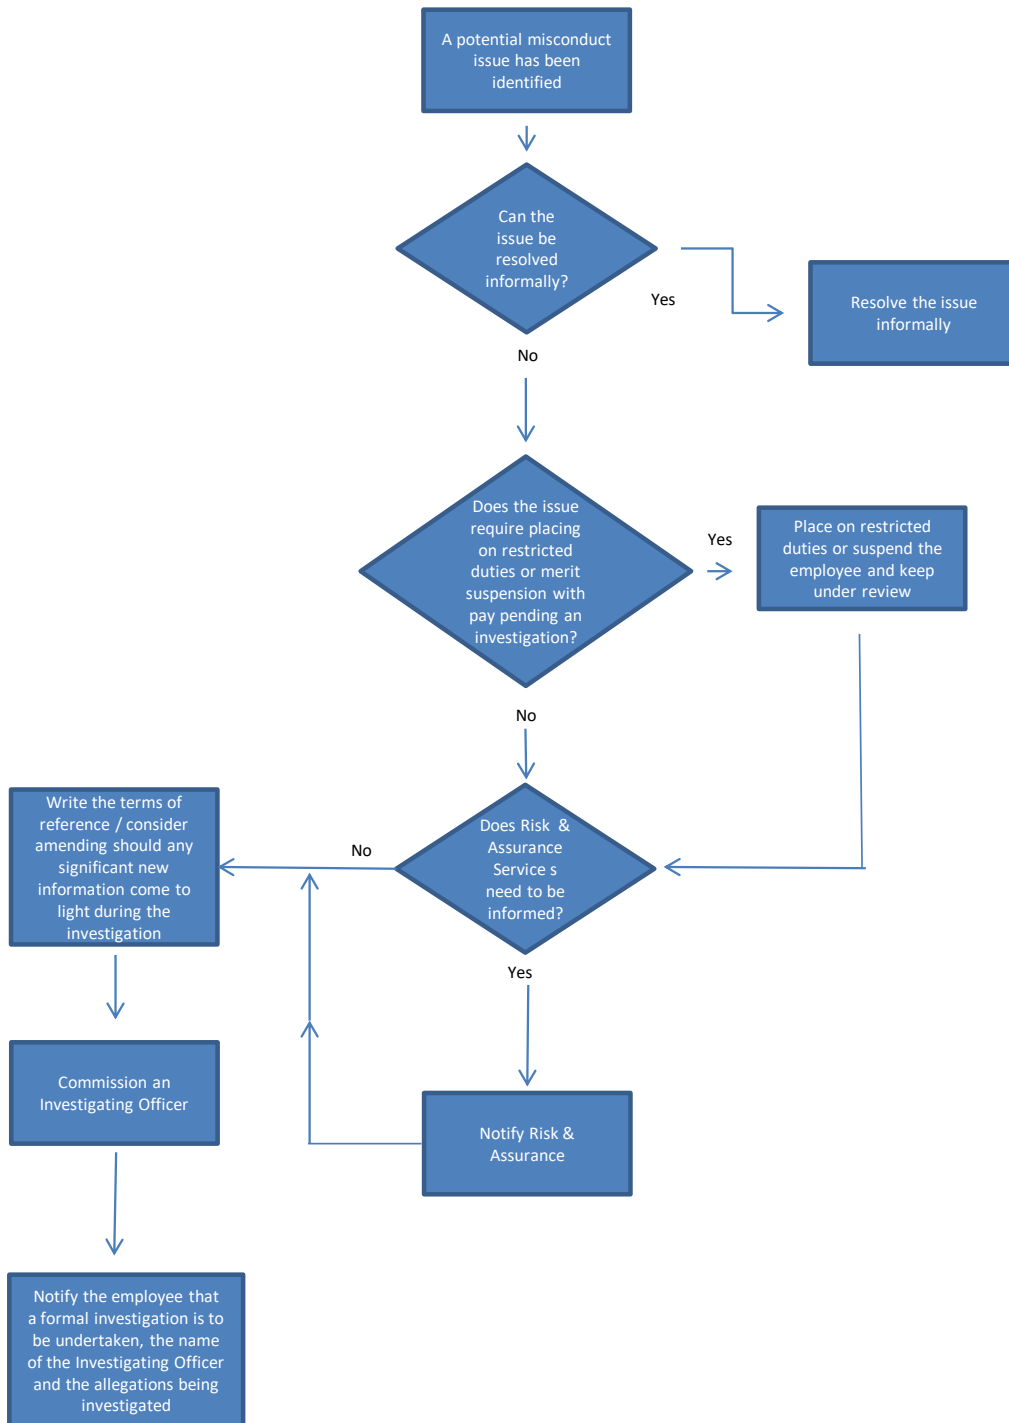 A potential misconduct
issue has been
identified
Can the
issue be
resolved
informally?
Yes
Resolve the issue
informally
No
Does the issue
require placing
on restricted
duties or merit
suspension with
pay pending an
investigation?
Yes
Place on restricted
duties or suspend the
employee and keep
under review
No
Does Risk &
Assurance
Service s
need to be
informed?
No
Write the terms of
reference / consider
amending should any
significant new
information come to
light during the
investigation
Yes
Commission an
Investigating Officer
Notify Risk &
Assurance
Notify the employee that
a formal investigation is to
be undertaken, the name
of the Investigating Officer
and the allegations being
investigated